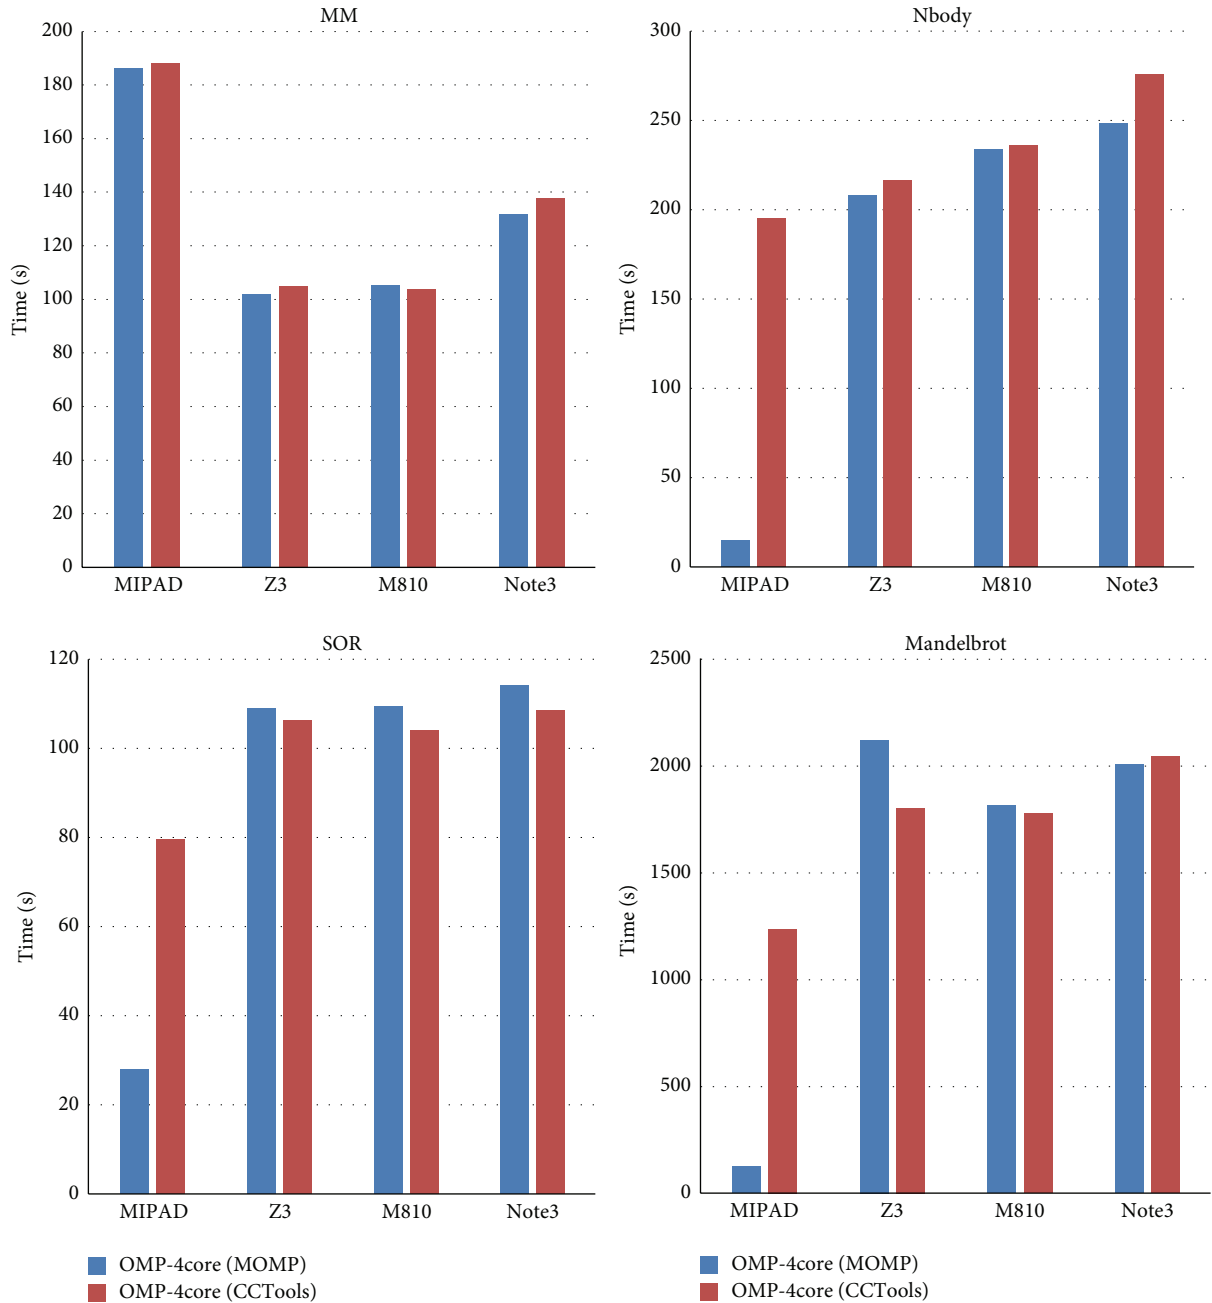 MM
200
180
160
140
120
100
80
60
40
20
0
Time (s)
MIPAD Z3 M810 Note3
Nbody
300
250
200
150
100
50
0
Time (s)
MIPAD Z3 M810 Note3
SOR
120
100
80
60
40
20
0
Time (s)
MIPAD Z3 M810 Note3
OMP-4core (MOMP)
OMP-4core (CCTools)
Mandelbrot
2500
2000
1500
1000
500
0
Time (s)
MIPAD Z3 M810 Note3
OMP-4core (MOMP)
OMP-4core (CCTools)